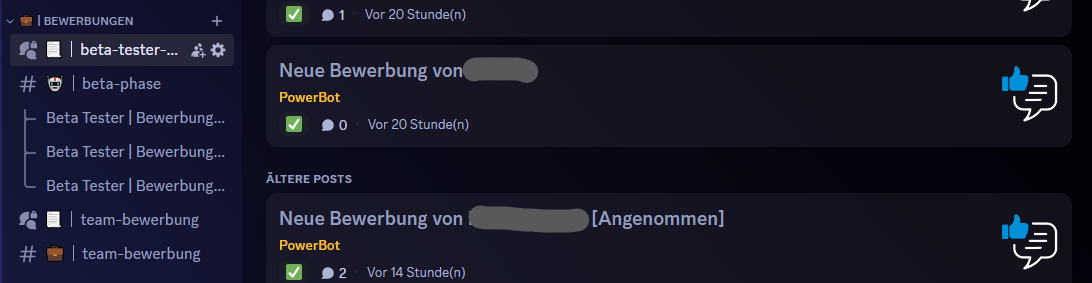 | BEWERBUNGEN
| beta-tester-...
| beta-phase
Beta Tester | Bewerbung...
Beta Tester | Bewerbung...
Beta Tester | Bewerbung...
| team-bewerbung
| team-bewerbung
1 Vor 20 Stunde(n)
Neue Bewerbung von
PowerBot
0 Vor 20 Stunde(n)
ÄLTERE POSTS
Neue Bewerbung von [Angenommen]
PowerBot
2 Vor 14 Stunde(n)